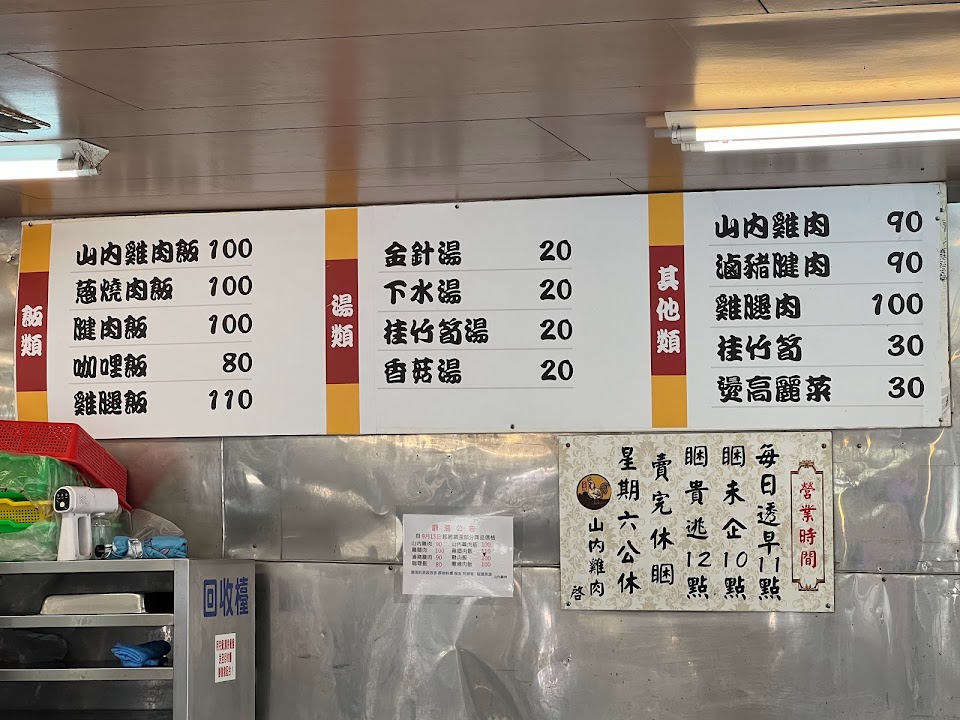 飯類
山内雞肉飯 100
蔥燒肉飯 100
腱肉飯 100
咖哩飯 80
雞腿飯 110
湯類
金針湯 20
下水湯 20
桂竹筍湯 20
香菇湯 20
其他類
山内雞肉 90
滷豬腱肉 90
雞腿肉 100
桂竹筍 30
燙高麗菜 30
營業時間
每日透早11點
睏未企10點
睏貴逃12點
賣完休睏
星期六公休
山内雞肉
啓
調漲公告
回收檯